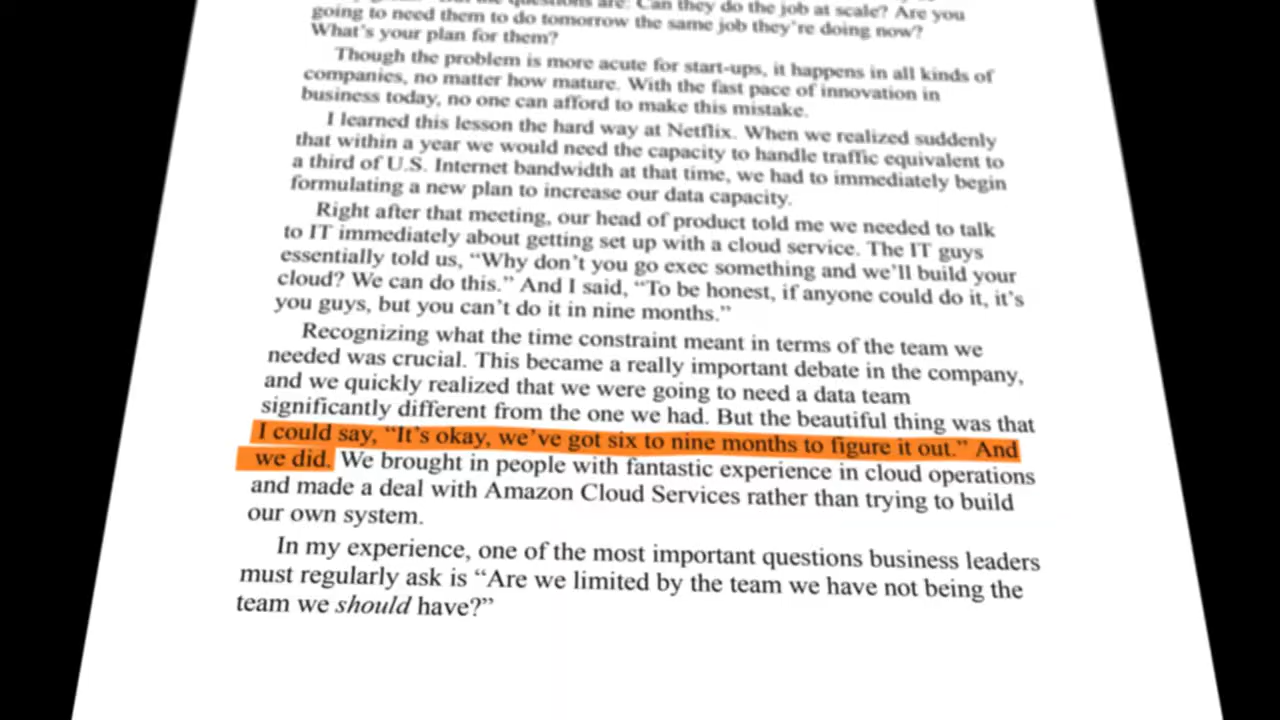 the questions are: Can they do the job at scale? Are you
going to need them to do tomorrow the same job they're doing now?
What's your plan for them?
Though the problem is more acute for start-ups, it happens in all kinds of
companies, no matter how mature. With the fast pace of innovation in
business today, no one can afford to make this mistake.
I learned this lesson the hard way at Netflix. When we realized suddenly
that within a year we would need the capacity to handle traffic equivalent to
a third of U.S. Internet bandwidth at that time, we had to immediately begin
formulating a new plan to increase our data capacity.
Right after that meeting, our head of product told me we needed to talk
to IT immediately about getting set up with a cloud service. The IT guys
essentially told us, “Why don't you go exec something and we'll build your
cloud? We can do this.” And I said, “To be honest, if anyone could do it, it's
you guys, but you can't do it in nine months.”
Recognizing what the time constraint meant in terms of the team we
needed was crucial. This became a really important debate in the company,
and we quickly realized that we were going to need a data team
significantly different from the one we had. But the beautiful thing was that
I could say, “It's okay, we've got six to nine months to figure it out.” And
we did. We brought in people with fantastic experience in cloud operations
and made a deal with Amazon Cloud Services rather than trying to build
our own system.
In my experience, one of the most important questions business leaders
must regularly ask is “Are we limited by the team we have not being the
team we should have?”